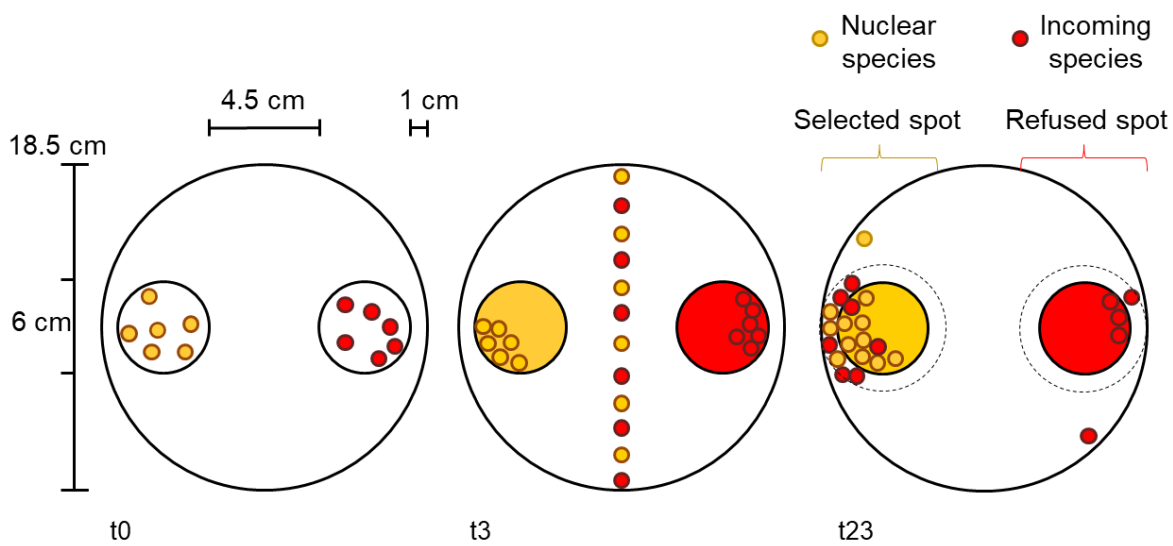 Nuclear
species
Incoming
species
4.5 cm
1 cm
Selected spot
Refused spot
18.5 cm
6 cm
t0
t3
t23